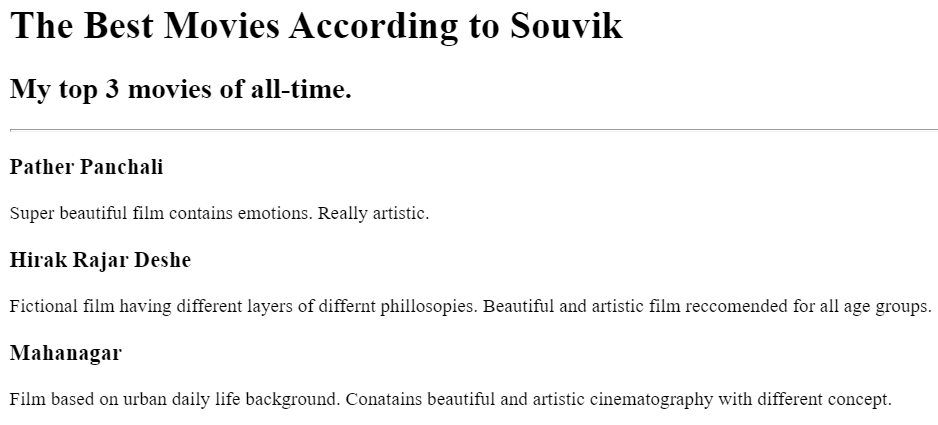 The Best Movies According to Souvik
My top 3 movies of all-time.
Pather Panchali
Super beautiful film contains emotions. Really artistic.
Hirak Rajar Deshe
Fictional film having different layers of differnt phillosopies. Beautiful and artistic film reccomended for all age groups.
Mahanagar
Film based on urban daily life background. Conatains beautiful and artistic cinematography with different concept.